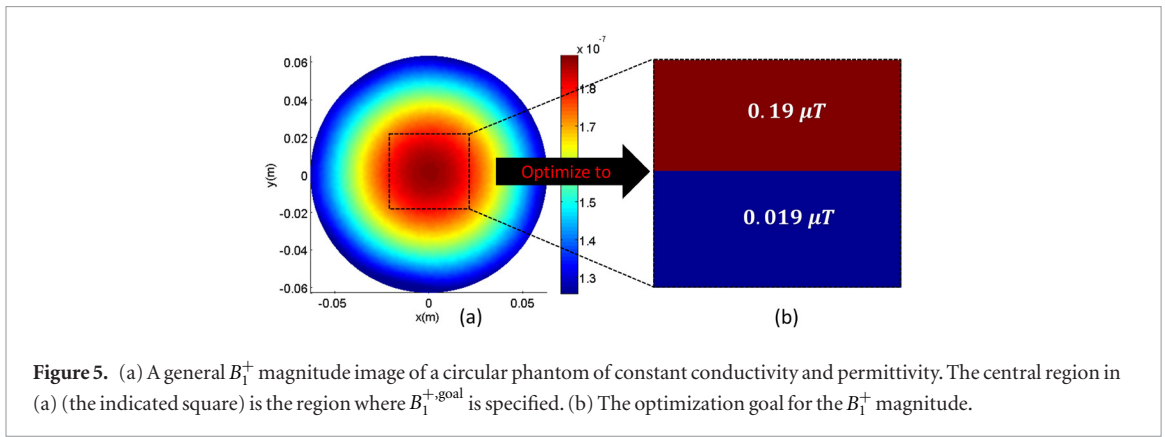 × 10⁻⁷
0.06
0.04
0.02
0
-0.02
-0.04
-0.06
y(m)
-0.05
0
0.05
x(m)
(a)
1.8
1.7
1.5
1.4
1.3
Optimize to
0.19 μT
0.019 μT
(b)
Figure 5. (a) A general B₁⁺ magnitude image of a circular phantom of constant conductivity and permittivity. The central region in
(a) (the indicated square) is the region where B₁⁺,ᵍᵒᵃˡ is specified. (b) The optimization goal for the B₁⁺ magnitude.